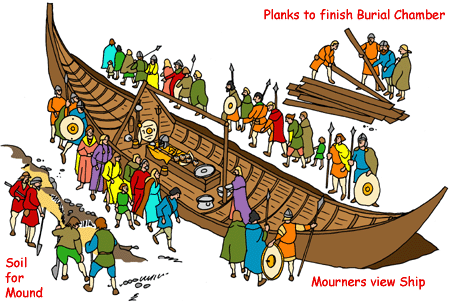 Planks to finish Burial Chamber
Soil
for
Mound
Mourners view Ship